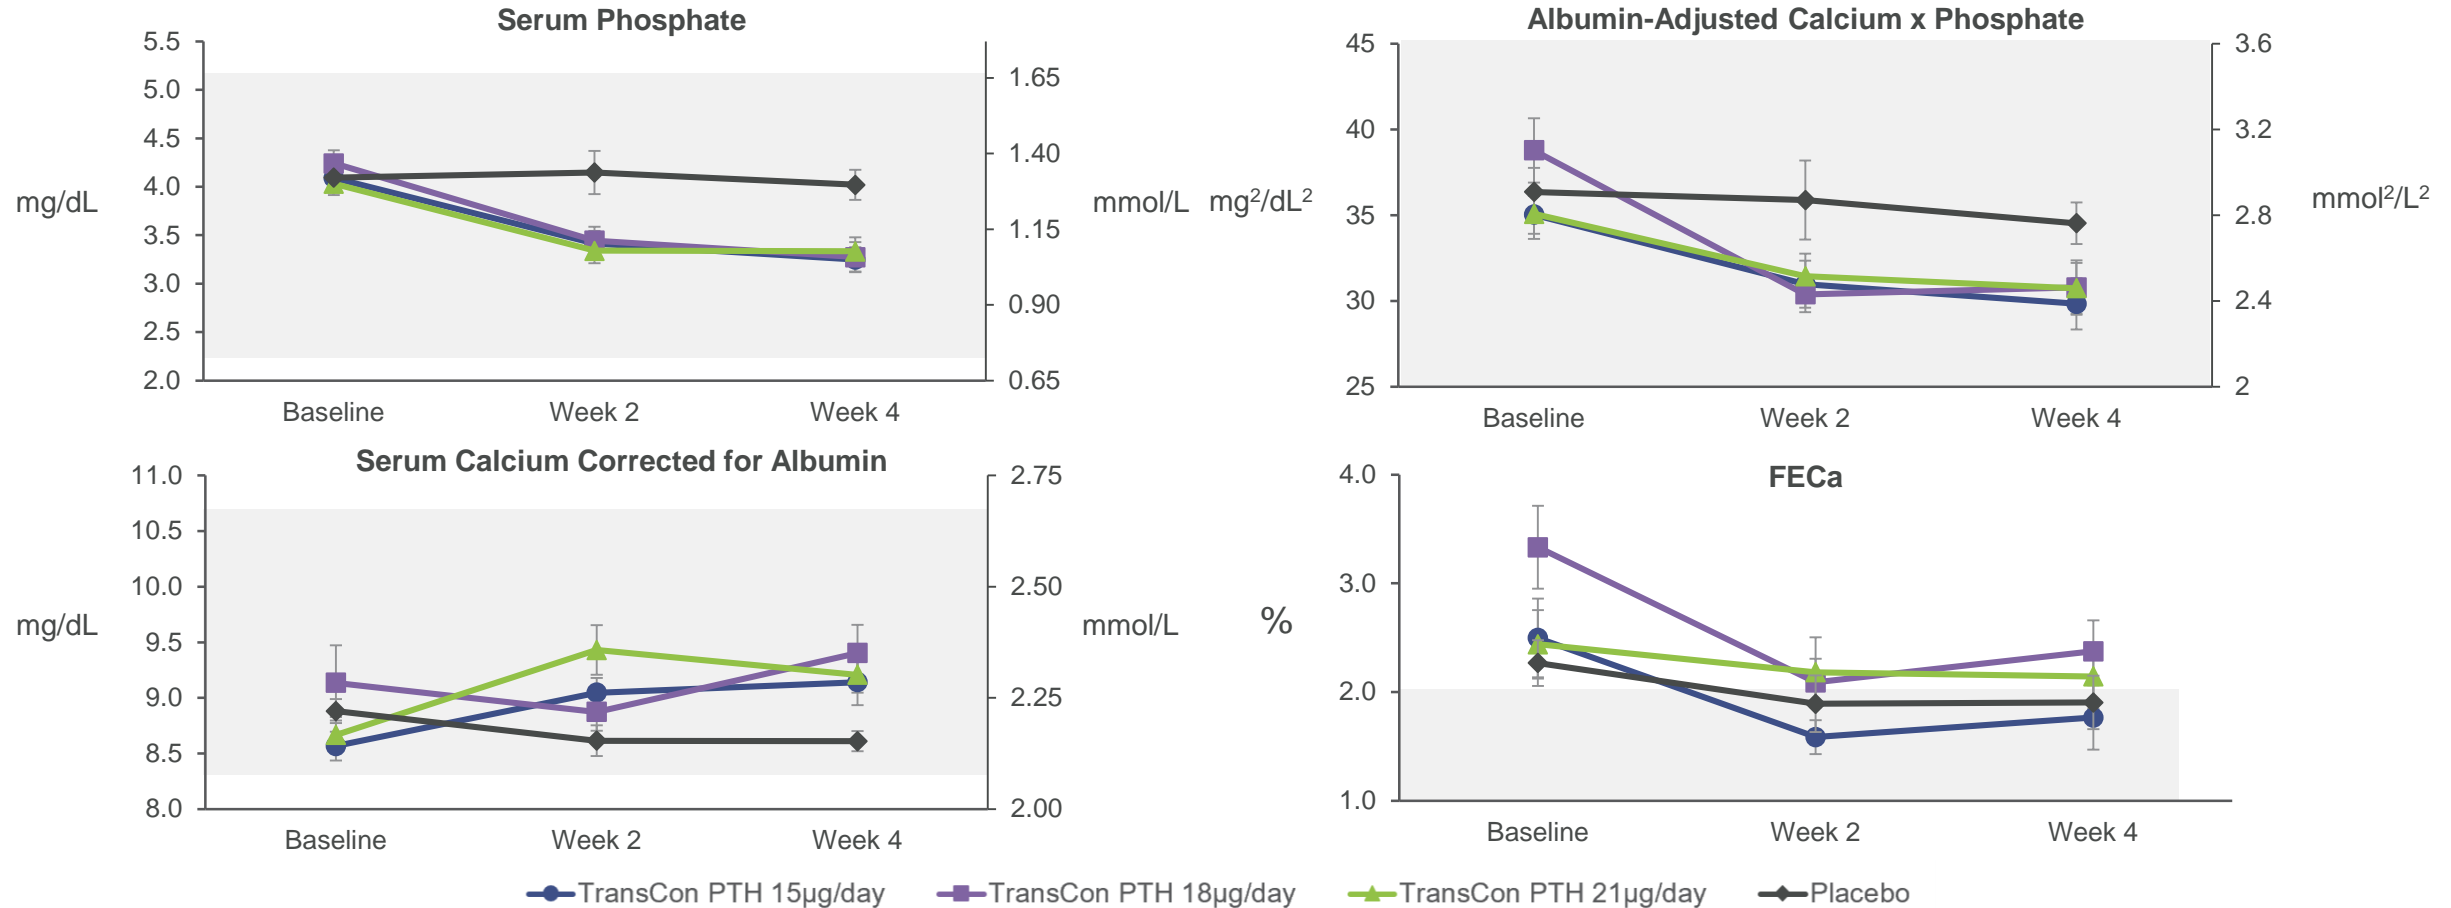 Serum Phosphate
5.5
5.0
4.5
4.0
3.5
3.0
2.5
2.0
mg/dL
1.65
1.40
1.15
0.90
0.65
mmol/L
Baseline Week 2 Week 4
Albumin-Adjusted Calcium x Phosphate
45
40
35
30
25
mg²/dL²
3.6
3.2
2.8
2.4
2
mmol²/L²
Baseline Week 2 Week 4
Serum Calcium Corrected for Albumin
11.0
10.5
10.0
9.5
9.0
8.5
8.0
mg/dL
2.75
2.50
2.25
2.00
mmol/L
Baseline Week 2 Week 4
FECa
4.0
3.0
2.0
1.0
%
Baseline Week 2 Week 4
TransCon PTH 15µg/day TransCon PTH 18µg/day TransCon PTH 21µg/day Placebo